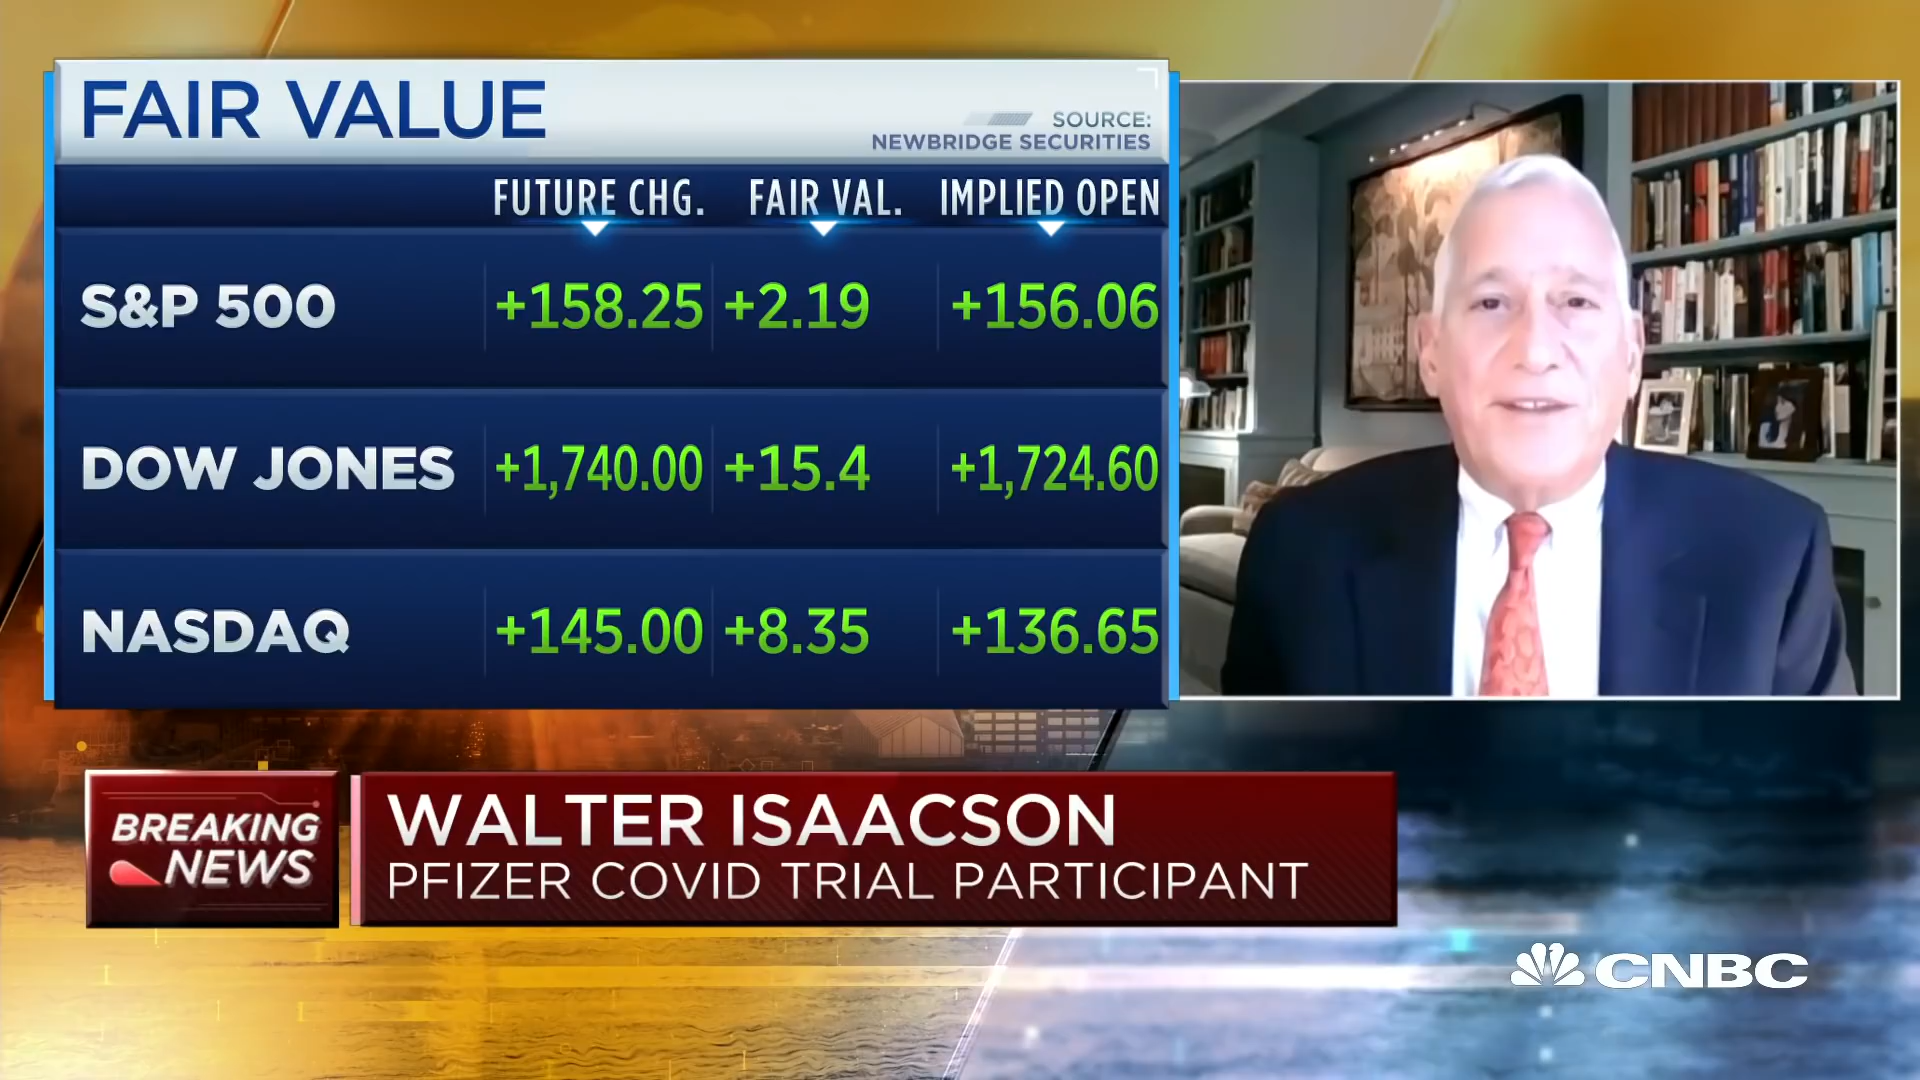 FAIR VALUE
SOURCE:
NEWBRIDGE SECURITIES
FUTURE CHG. FAIR VAL. IMPLIED OPEN
S&P 500 +158.25 +2.19 +156.06
DOW JONES +1,740.00 +15.4 +1,724.60
NASDAQ +145.00 +8.35 +136.65
BREAKING NEWS
WALTER ISAACSON
PFIZER COVID TRIAL PARTICIPANT
CNBC